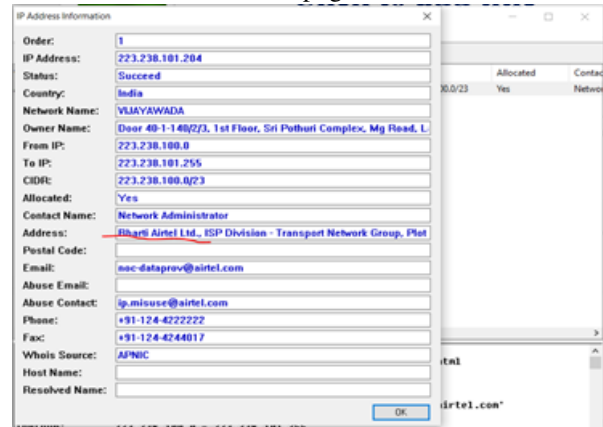 IP Address Information
Order: 1
IP Address: 223.238.101.204
Status: Succeed
Country: India
Network Name: VIJAYAWADA
Owner Name: Door 40-1-140/2/3, 1st Floor, Sri Pothuri Complex, Mg Road, L
From IP: 223.238.100.0
To IP: 223.238.101.255
CIDR: 223.238.100.0/23
Allocated: Yes
Contact Name: Network Administrator
Address: Bharti Airtel Ltd., ISP Division - Transport Network Group, Plot
Postal Code:
Email: noc-dataprov@airtel.com
Abuse Email:
Abuse Contact: ip.misuse@airtel.com
Phone: +91-124-4222222
Fax: +91-124-4244017
Whois Source: APNIC
Host Name:
Resolved Name:
OK
Allocated Contac
00.0/23 Yes Networ
html
irtel.com"